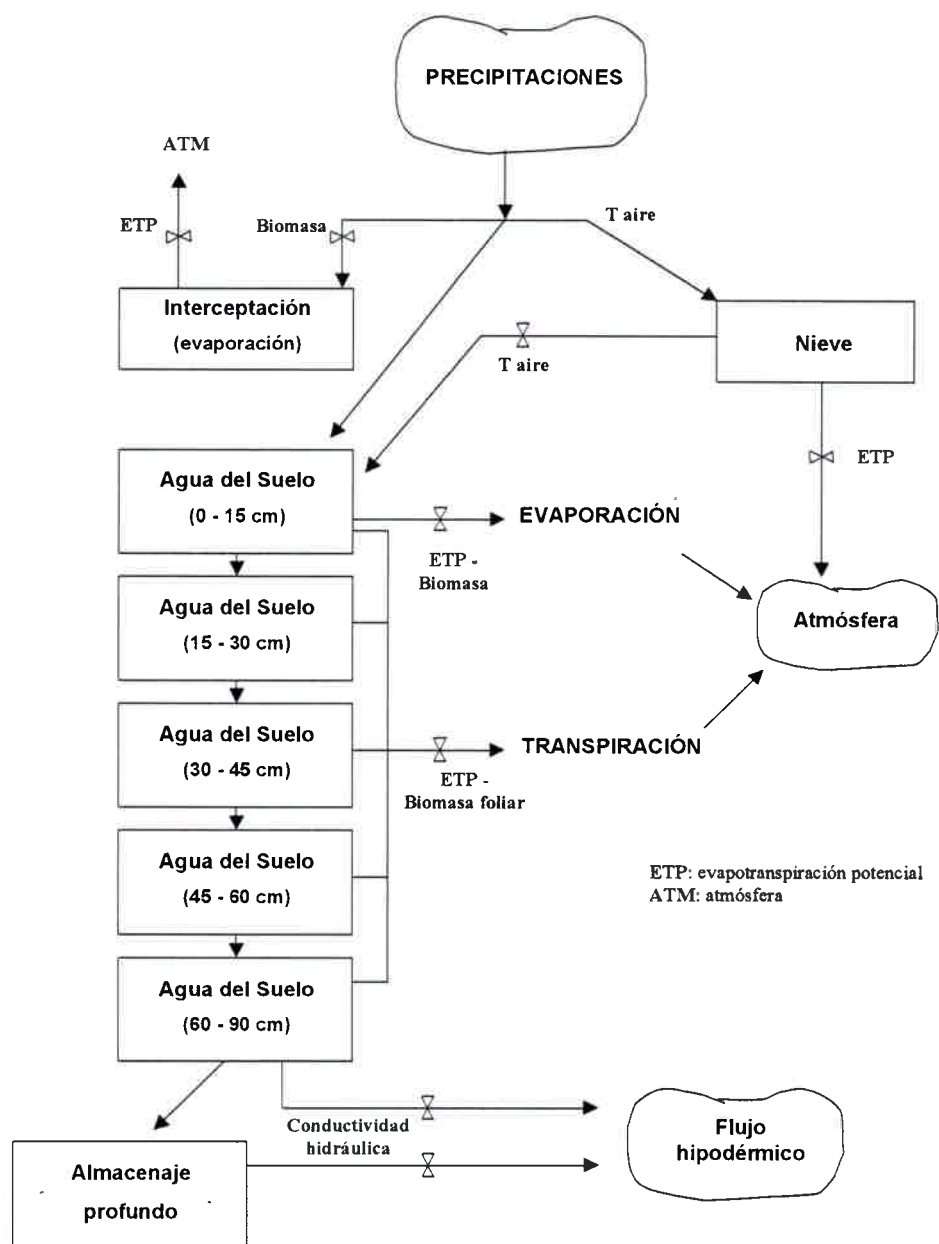 PRECIPITACIONES
ATM
ETP
Biomasa
T aire
Interceptación
(evaporación)
T aire
Nieve
ETP
Agua del Suelo
(0 - 15 cm)
EVAPORACIÓN
ETP -
Biomasa
Agua del Suelo
(15 - 30 cm)
Atmósfera
Agua del Suelo
(30 - 45 cm)
TRANSPIRACIÓN
ETP -
Biomasa foliar
Agua del Suelo
(45 - 60 cm)
ETP: evapotranspiración potencial
ATM: atmósfera
Agua del Suelo
(60 - 90 cm)
Conductividad
hidráulica
Flujo
hipodérmico
Almacenaje
profundo